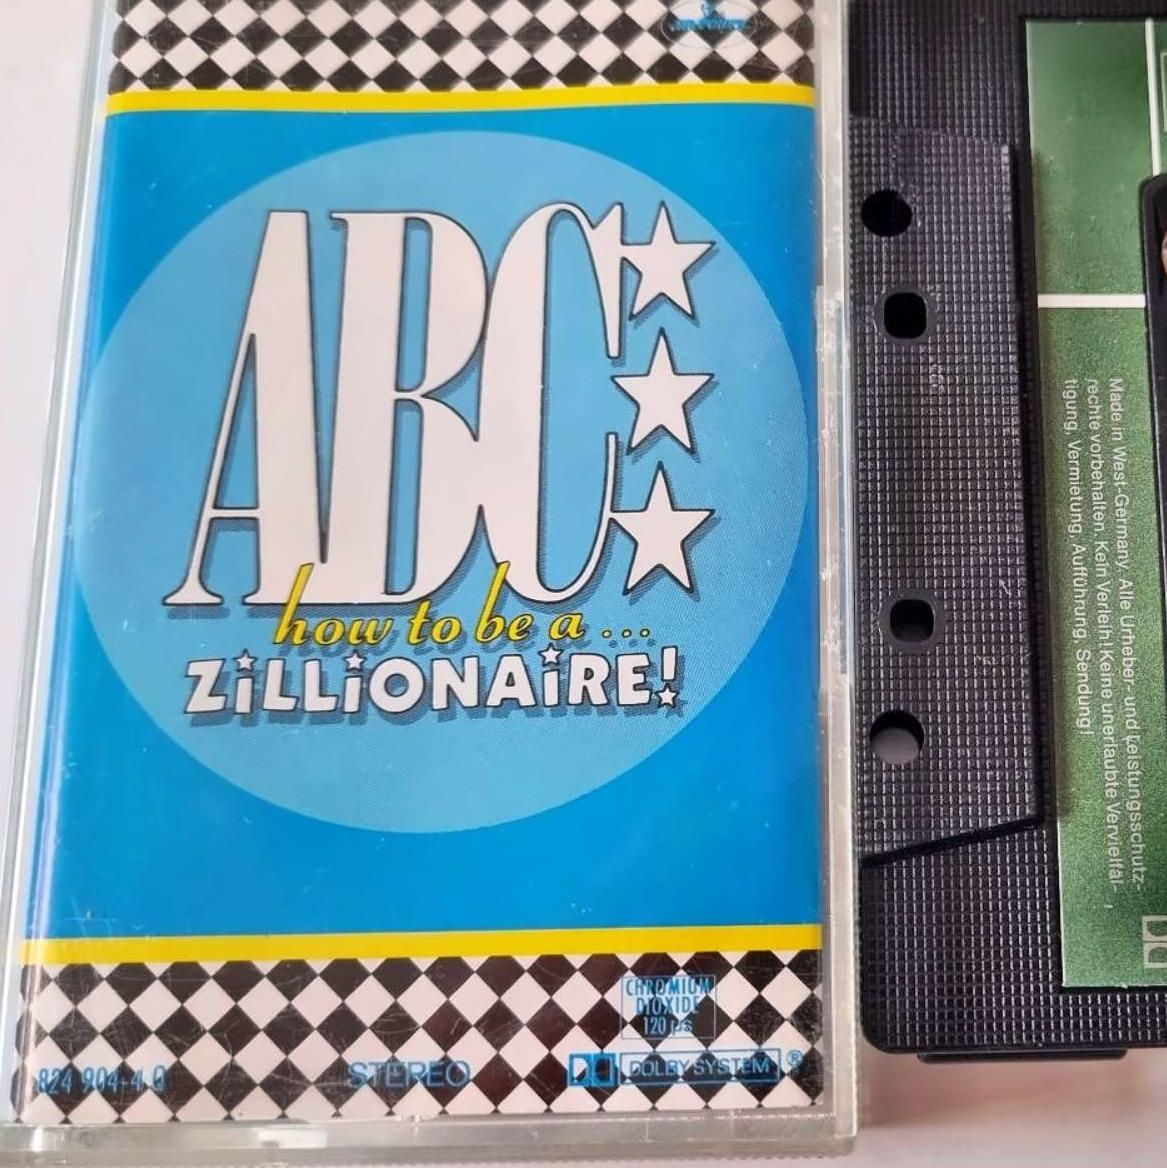 mercury
ABC
how to be a ...
ZiLLiONAiRE!
CHROMIUM
DIOXIDE
120 µs
824 904-4 Q
STEREO
DOLBY SYSTEM ®
Made in West-Germany. Alle Urheber- und Leistungsschutz-
rechte vorbehalten. Kein Verleih! Keine unerlaubte Vervielfäl-
tigung, Vermietung, Aufführung, Sendung!